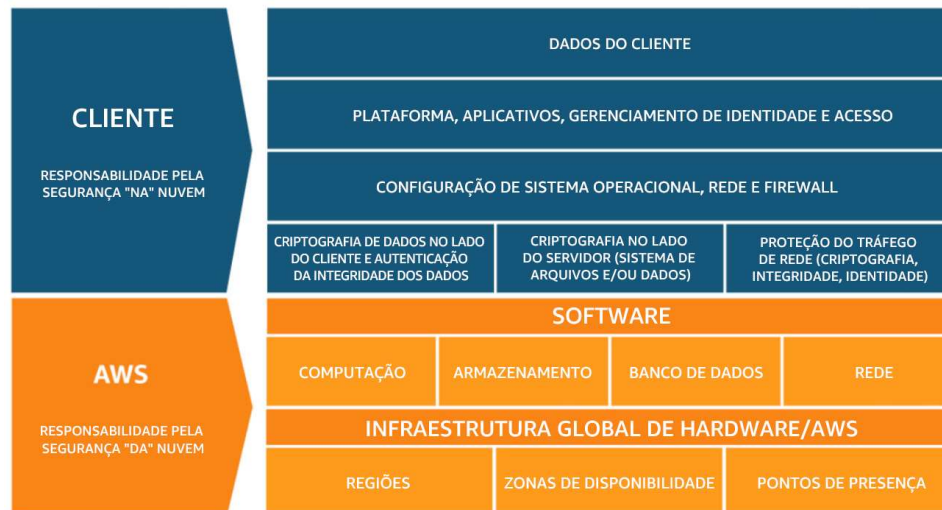 CLIENTE
RESPONSABILIDADE PELA
SEGURANÇA "NA" NUVEM
DADOS DO CLIENTE
PLATAFORMA, APLICATIVOS, GERENCIAMENTO DE IDENTIDADE E ACESSO
CONFIGURAÇÃO DE SISTEMA OPERACIONAL, REDE E FIREWALL
CRIPTOGRAFIA DE DADOS NO LADO
DO CLIENTE E AUTENTICAÇÃO
DA INTEGRIDADE DOS DADOS
CRIPTOGRAFIA NO LADO
DO SERVIDOR (SISTEMA DE
ARQUIVOS E/OU DADOS)
PROTEÇÃO DO TRÁFEGO
DE REDE (CRIPTOGRAFIA,
INTEGRIDADE, IDENTIDADE)
AWS
RESPONSABILIDADE PELA
SEGURANÇA "DA" NUVEM
SOFTWARE
COMPUTAÇÃO
ARMAZENAMENTO
BANCO DE DADOS
REDE
INFRAESTRUTURA GLOBAL DE HARDWARE/AWS
REGIÕES
ZONAS DE DISPONIBILIDADE
PONTOS DE PRESENÇA